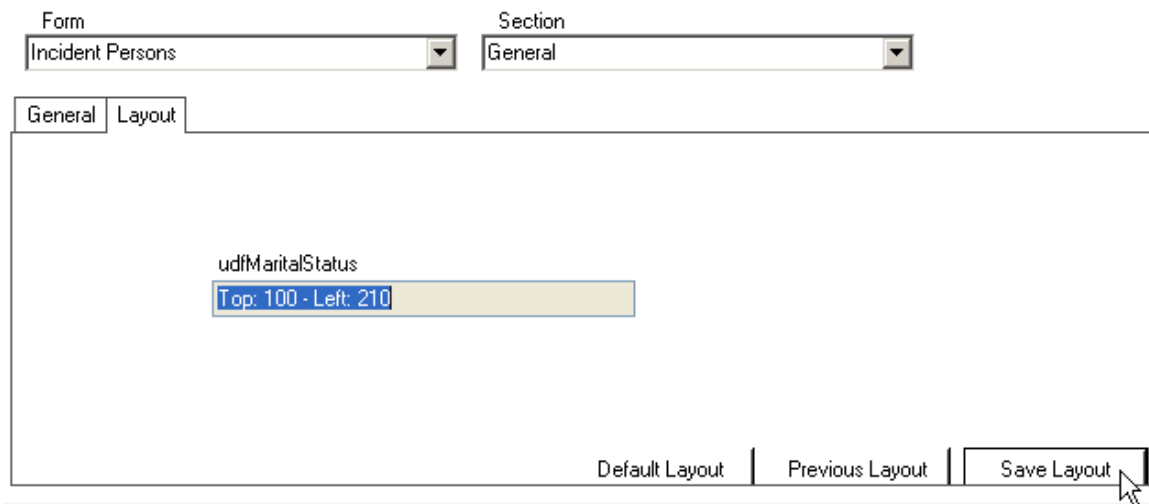 Form Section
Incident Persons General
General Layout
udfMaritalStatus
Top: 100 - Left: 210
Default Layout Previous Layout Save Layout